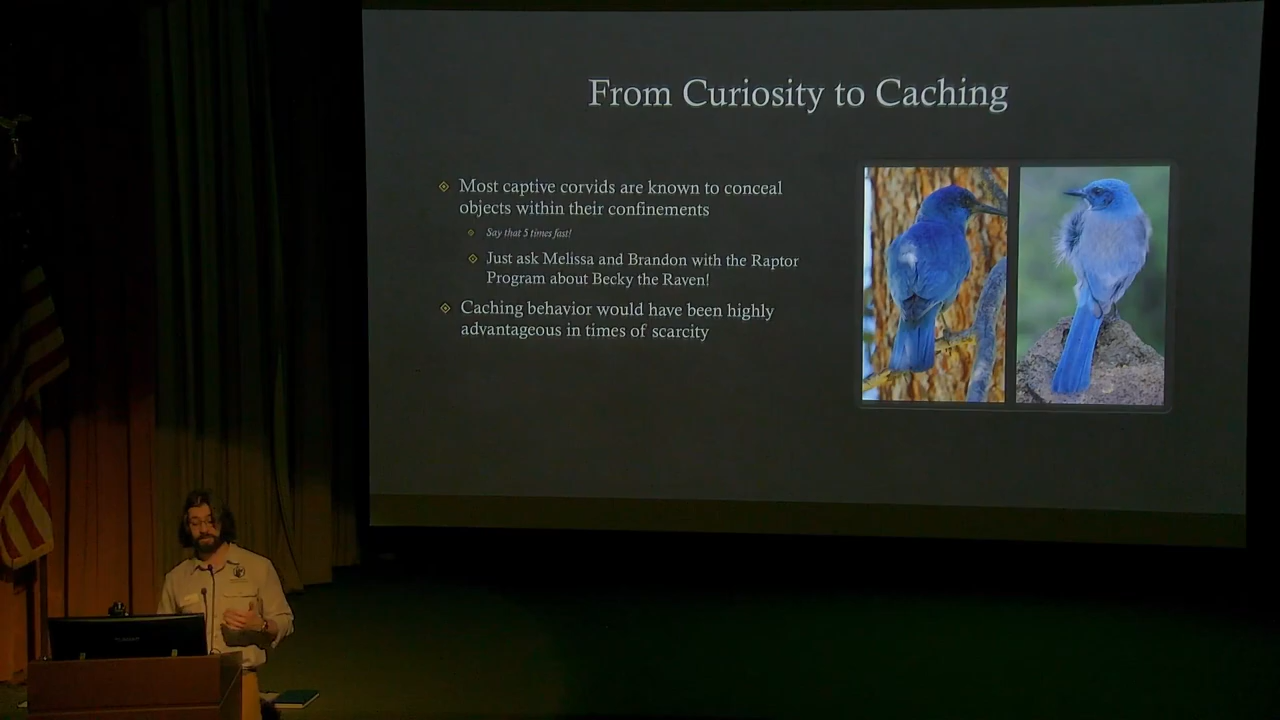 From Curiosity to Caching
Most captive corvids are known to conceal
objects within their confinements
Say that 5 times fast!
Just ask Melissa and Brandon with the Raptor
Program about Becky the Raven!
Caching behavior would have been highly
advantageous in times of scarcity